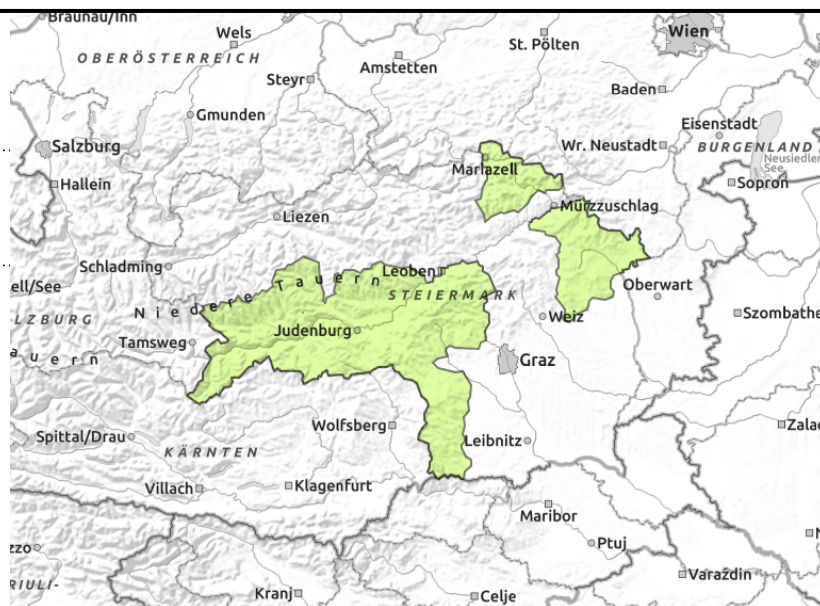 Braunau/Inn
Wels
Wien
OBERÖSTERREICH
St. Pölten
Amstetten
Steyr
Baden
Gmunden
Eisenstadt
Salzburg
Wr. Neustadt
BURGENLAND
Neusiedler
See
Mariazell
Hallein
Sopron
Mürzzuschlag
Liezen
Schladming
Leoben
ell/See
Niedere Tauern
STEIERMARK
Oberwart
LZBURG
Weiz
Szombathe
Tamsweg
Judenburg
auern
Graz
Wolfsberg
Zala
Spittal/Drau
Leibnitz
KÄRNTEN
Villach
Klagenfurt
Maribor
N
zzo
Ptuj
RIULI-
Varaždin
Kranj
Celje